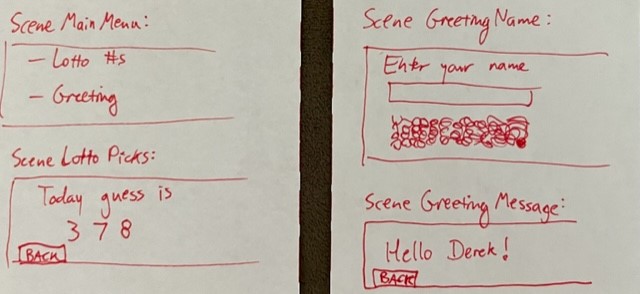 Scene Main Menu:
- Lotto #s
- Greeting
Scene Lotto Picks:
Today guess is
3 7 8
BACK
Scene Greeting Name:
Enter your name
Scene Greeting Message:
Hello Derek!
BACK